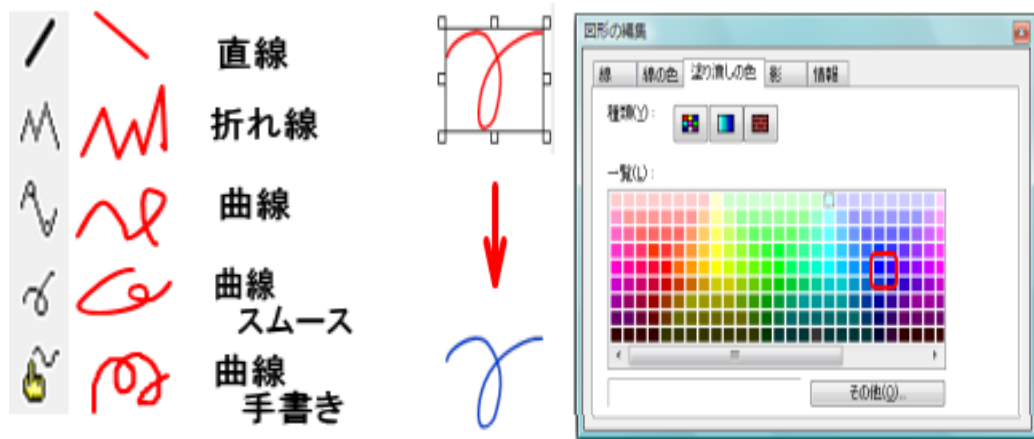 直線
折れ線
曲線
曲線
スムース
曲線
手書き
図形の編集
線
線の色
塗り潰しの色
影
情報
種類(Y):
一覧(L):
その他(O)...